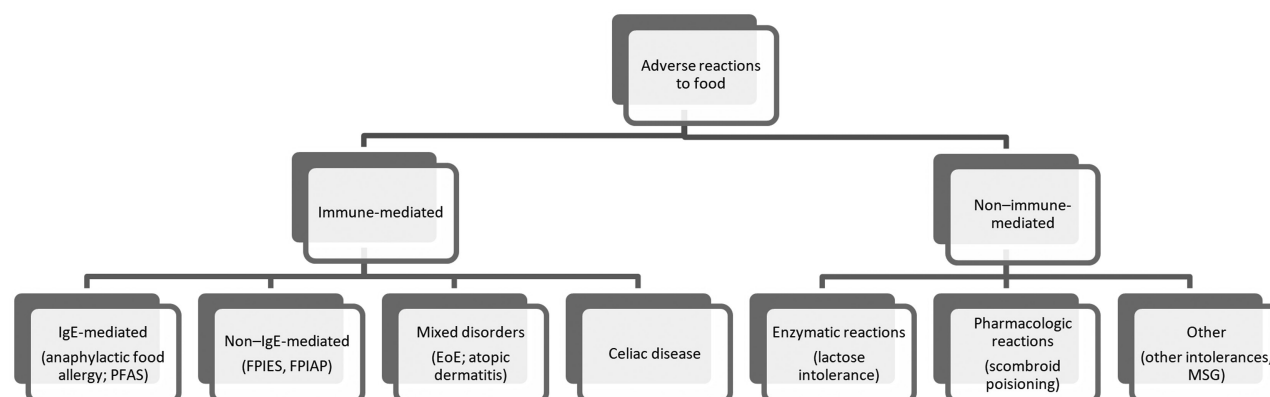 Adverse reactions
to food
Immune-mediated
Non–immune-
mediated
IgE-mediated
(anaphylactic food
allergy; PFAS)
Non–IgE-mediated
(FPIES, FPIAP)
Mixed disorders
(EoE; atopic
dermatitis)
Celiac disease
Enzymatic reactions
(lactose
intolerance)
Pharmacologic
reactions
(scombroid
poisioning)
Other
(other intolerances,
MSG)